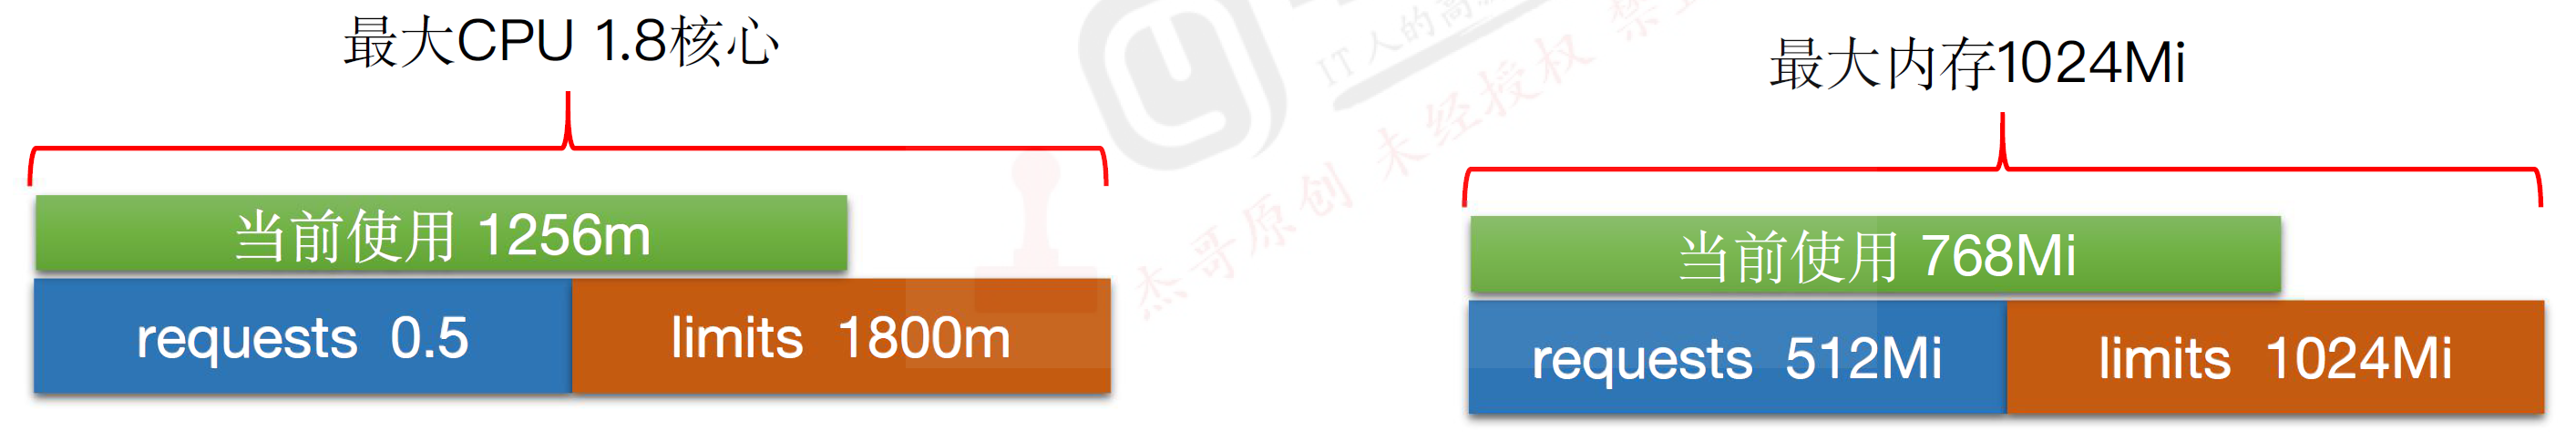 最大CPU 1.8核心
当前使用 1256m
requests 0.5
limits 1800m
最大内存1024Mi
当前使用 768Mi
requests 512Mi
limits 1024Mi
IT人的高
杰哥原创 未经授权 禁